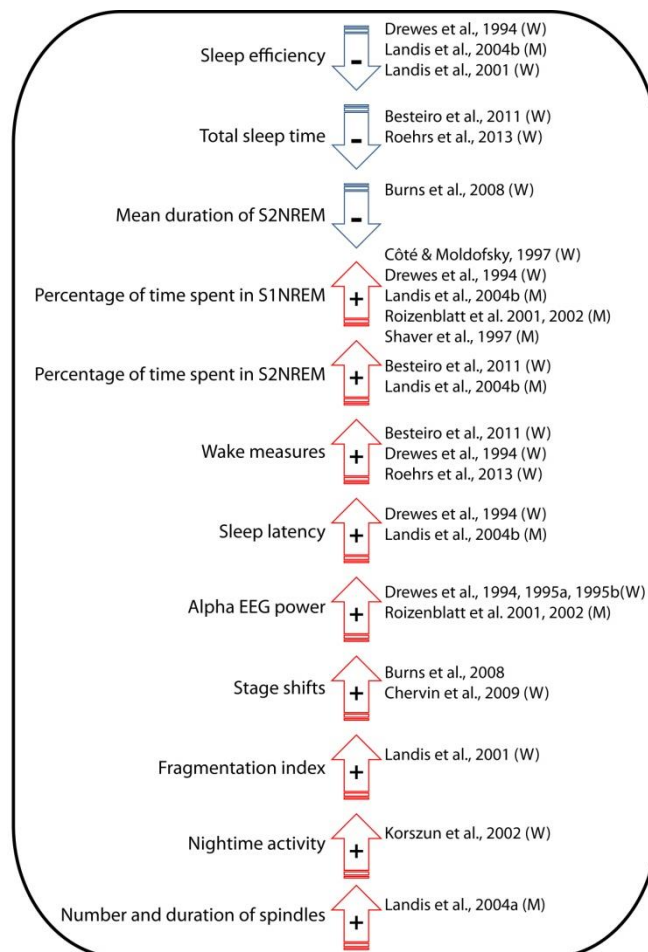 Sleep efficiency
-
Drewes et al., 1994 (W)
Landis et al., 2004b (M)
Landis et al., 2001 (W)
Total sleep time
-
Besteiro et al., 2011 (W)
Roehrs et al., 2013 (W)
Mean duration of S2NREM
-
Burns et al., 2008 (W)
Percentage of time spent in S1NREM
+
Côté & Moldofsky, 1997 (W)
Drewes et al., 1994 (W)
Landis et al., 2004b (M)
Roizenblatt et al. 2001, 2002 (M)
Shaver et al., 1997 (M)
Percentage of time spent in S2NREM
+
Besteiro et al., 2011 (W)
Landis et al., 2004b (M)
Wake measures
+
Besteiro et al., 2011 (W)
Drewes et al., 1994 (W)
Roehrs et al., 2013 (W)
Sleep latency
+
Drewes et al., 1994 (W)
Landis et al., 2004b (M)
Alpha EEG power
+
Drewes et al., 1994, 1995a, 1995b(W)
Roizenblatt et al. 2001, 2002 (M)
Stage shifts
+
Burns et al., 2008
Chervin et al., 2009 (W)
Fragmentation index
+
Landis et al., 2001 (W)
Nightime activity
+
Korszun et al., 2002 (W)
Number and duration of spindles
+
Landis et al., 2004a (M)